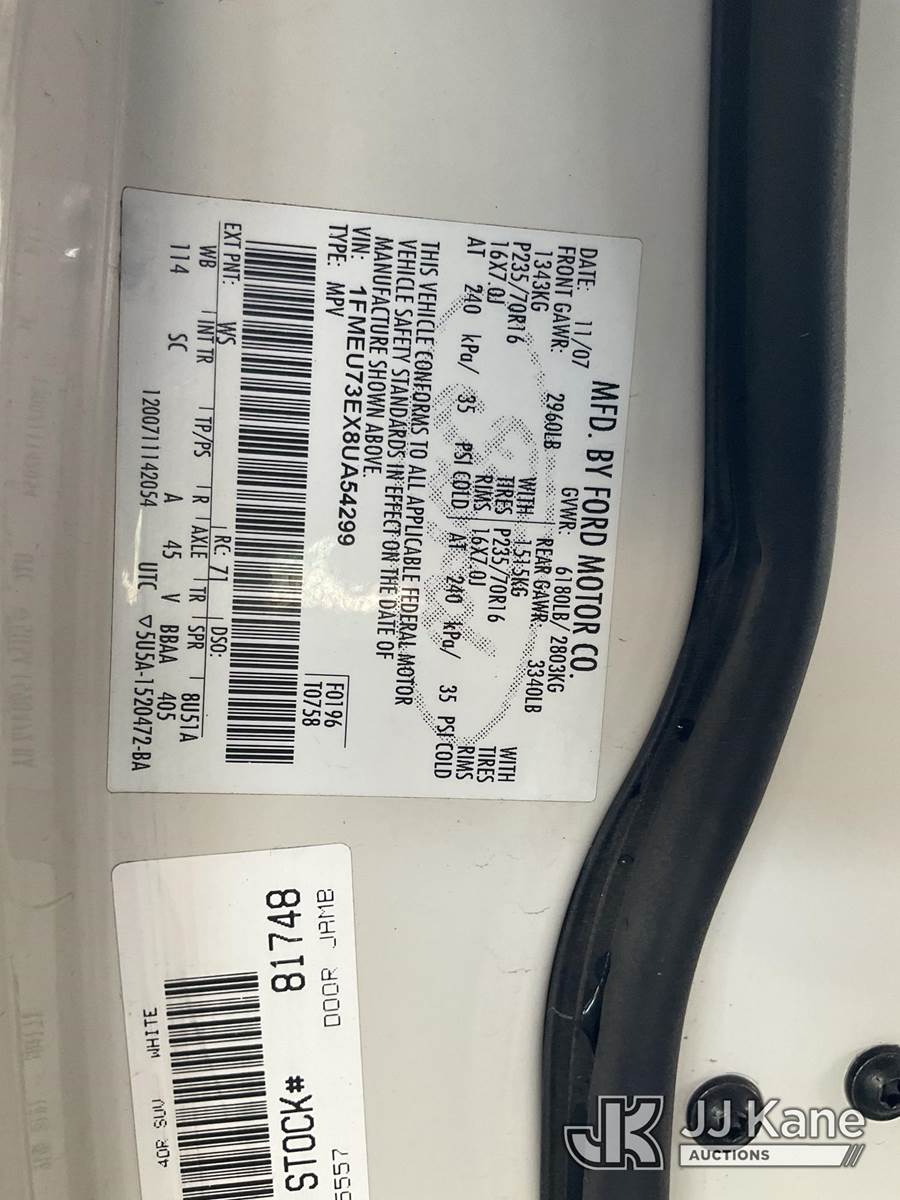 MFD. BY FORD MOTOR CO.
DATE: 11/07 GVWR: 6180LB/ 2803KG
FRONT GAWR: 2960LB REAR GAWR: 3340LB
1343KG WITH 1515KG WITH
P235/70R16 TIRES P235/70R16 TIRES
16X7.0J RIMS 16X7.0J RIMS
AT 240 kPa/ 35 PSI COLD AT 240 kPa/ 35 PSI COLD
THIS VEHICLE CONFORMS TO ALL APPLICABLE FEDERAL MOTOR
VEHICLE SAFETY STANDARDS IN EFFECT ON THE DATE OF
MANUFACTURE SHOWN ABOVE.
VIN: 1FMEU73EX8UA54299
TYPE: MPV
F0196
T0758
EXT PNT: WS RC: 71 DSO:
WB INT TR TP/PS R AXLE TR SPR 8U51A
114 SC A 45 V BBAA 405
1200711142054 UTC ▽5U5A-1520472-BA
DOOR JAMB
STOCK# 81748
4DR SUV WHITE
5557
JJ Kane
AUCTIONS